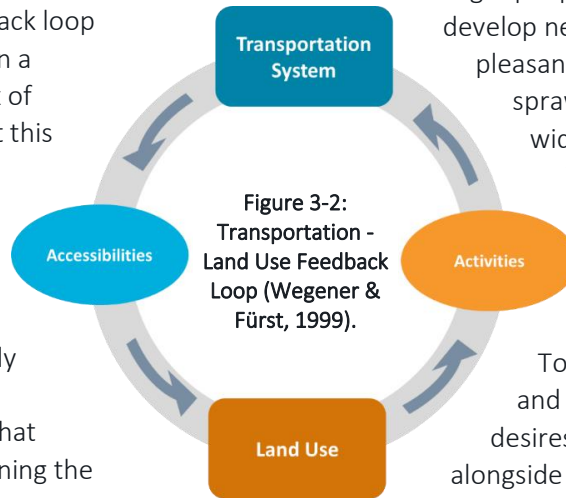 ack loop
n a
t of
t this
develop ne
pleasan
spraw
wid
Transportation
System
Accessibilities
Figure 3-2:
Transportation -
Land Use Feedback
Loop (Wegener &
Fürst, 1999).
Activities
Land Use
ly
hat
ning the
To
and
desires
alongside